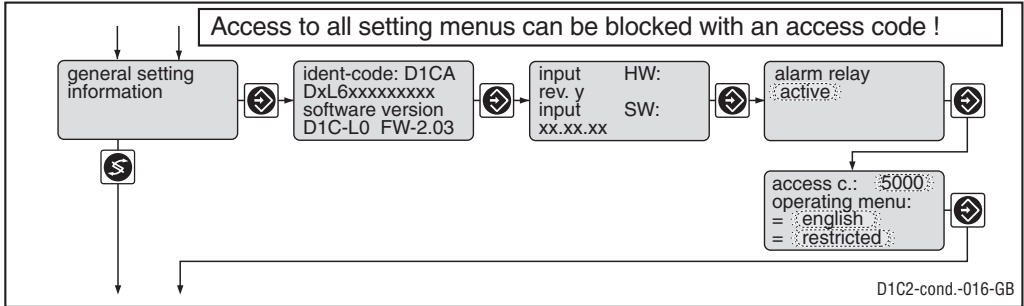 Access to all setting menus can be blocked with an access code !
general setting
information
ident-code: D1CA
DxL6xxxxxxxxx
software version
D1C-L0 FW-2.03
input HW:
rev. y
input SW:
xx.xx.xx
alarm relay
active
access c.: 5000
operating menu:
= english
= restricted
D1C2-cond.-016-GB